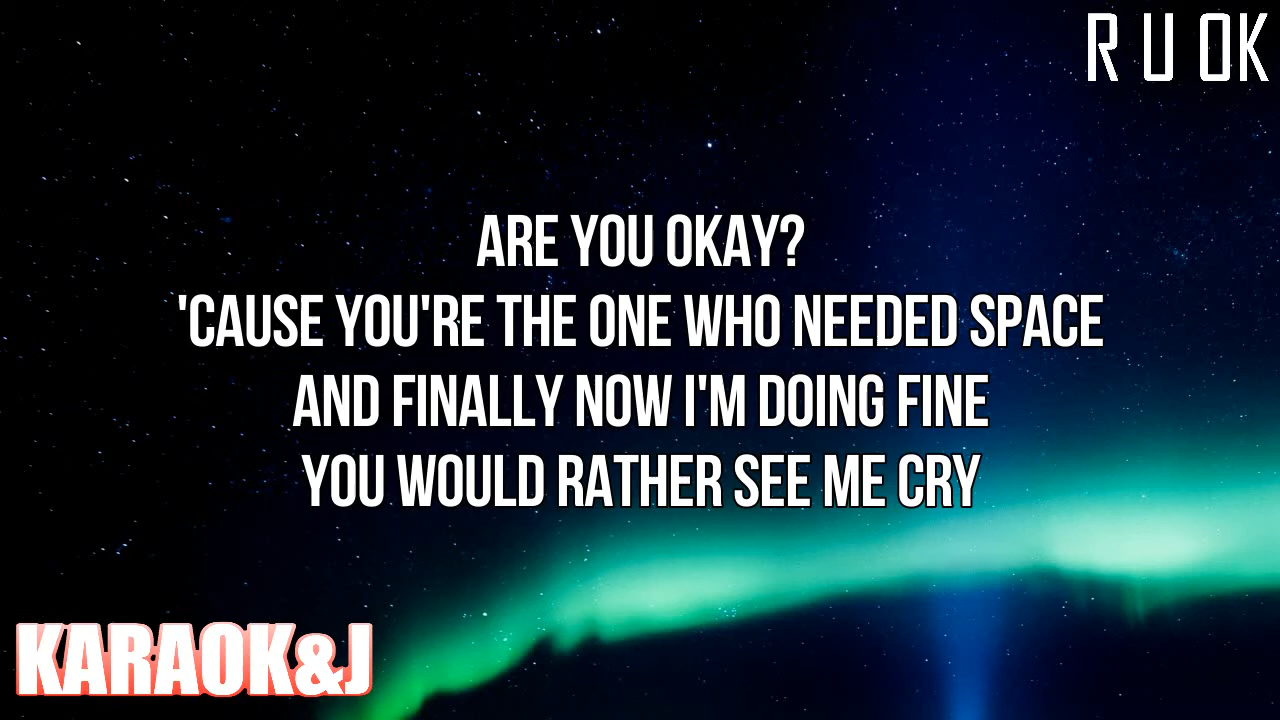 R U OK
ARE YOU OKAY?
'CAUSE YOU'RE THE ONE WHO NEEDED SPACE
AND FINALLY NOW I'M DOING FINE
YOU WOULD RATHER SEE ME CRY
KARAOK&J